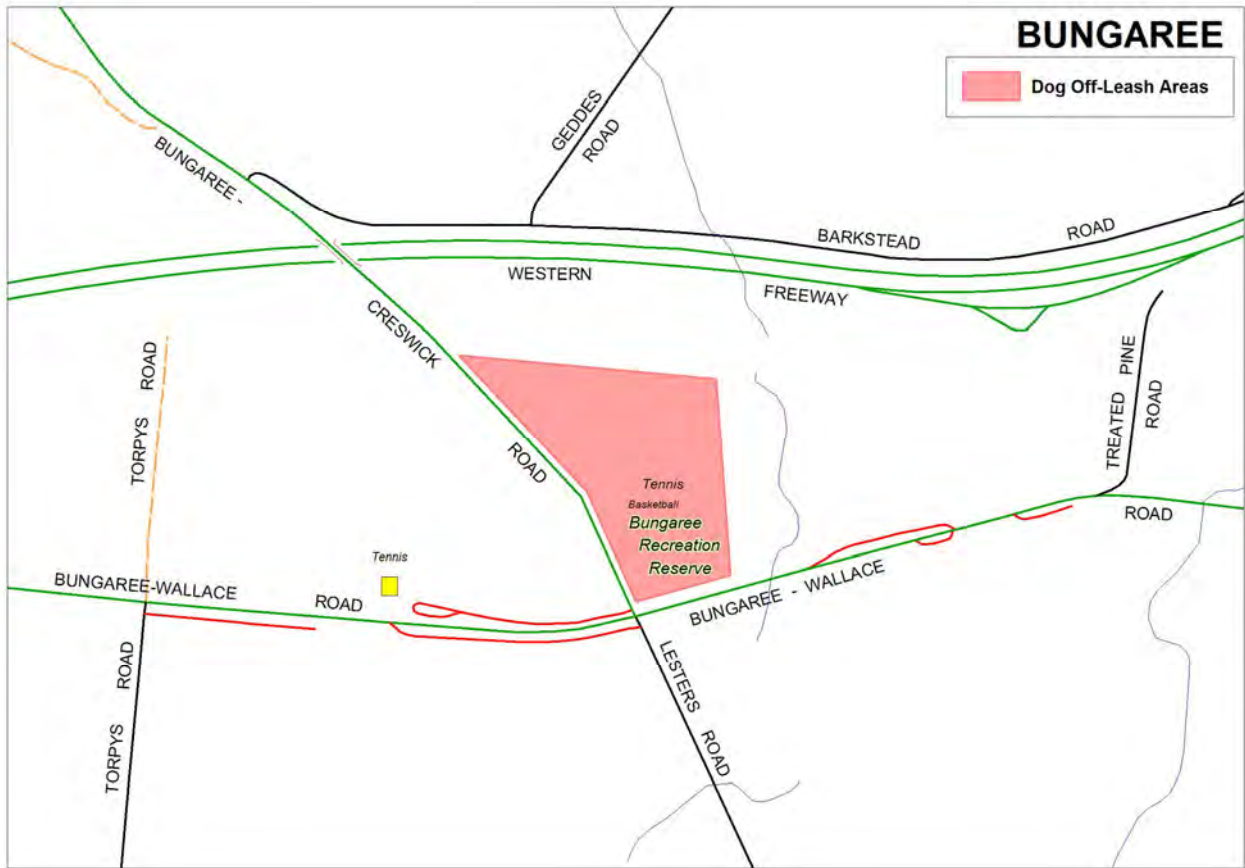 BUNGAREE
Dog Off-Leash Areas
GEDDES
ROAD
BUNGAREE -
BARKSTEAD
ROAD
WESTERN
FREEWAY
CRESWICK
ROAD
TORPYS ROAD
TREATED PINE
ROAD
Tennis
Basketball
Bungaree
Recreation
Reserve
ROAD
Tennis
BUNGAREE-WALLACE
ROAD
BUNGAREE - WALLACE
LESTERS ROAD
TORPYS ROAD